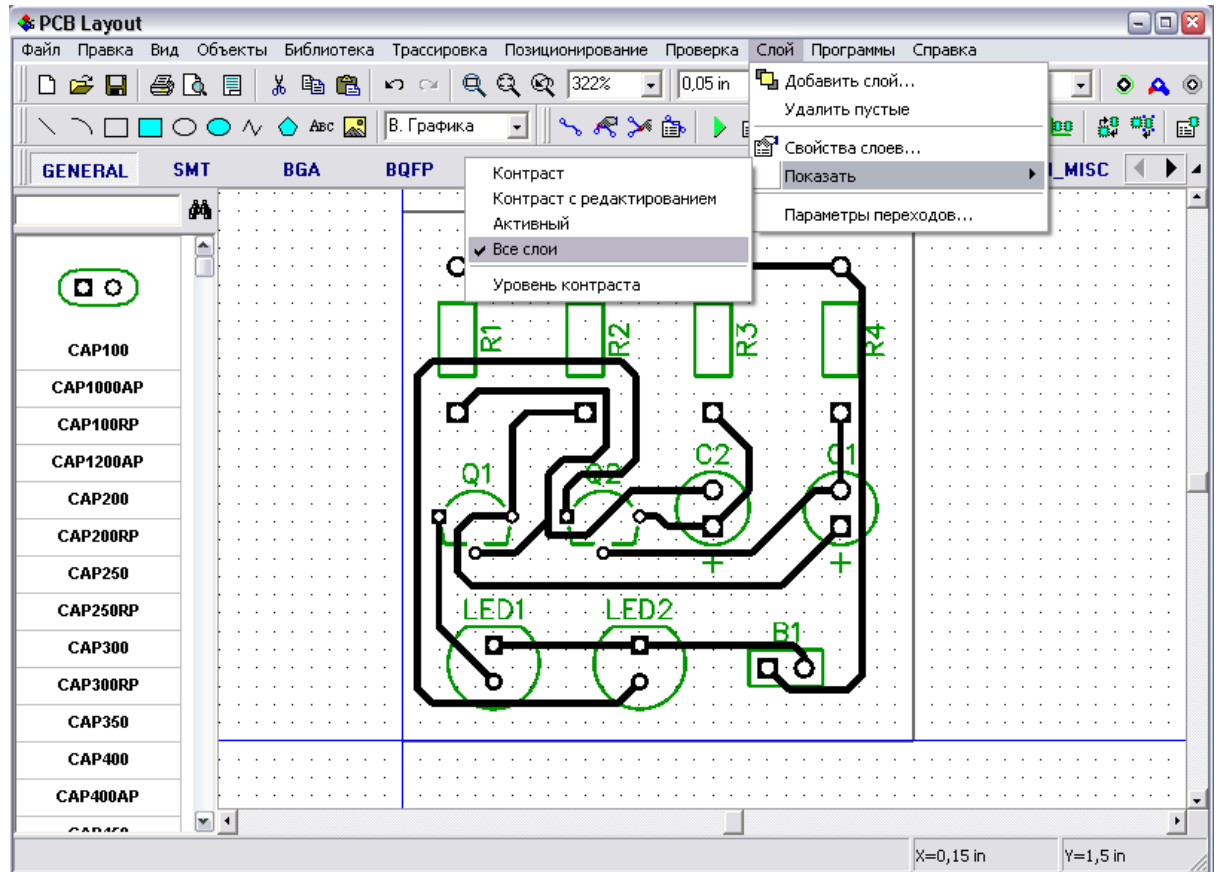 PCB Layout
Файл Правка Вид Объекты Библиотека Трассировка Позиционирование Проверка Слой Программы Справка
322% 0,05 in
Добавить слой...
Удалить пустые
Свойства слоев...
Показать
Параметры переходов...
ABC В. Графика
GENERAL SMT BGA BQFP _MISC
Контраст
Контраст с редактированием
Активный
Все слои
Уровень контраста
CAP100
CAP1000AP
CAP100RP
CAP1200AP
CAP200
CAP200RP
CAP250
CAP250RP
CAP300
CAP300RP
CAP350
CAP400
CAP400AP
R1 R2 R3 R4
Q1 Q2 C2 C1
+ +
LED1 LED2 B1
X=0,15 in Y=1,5 in